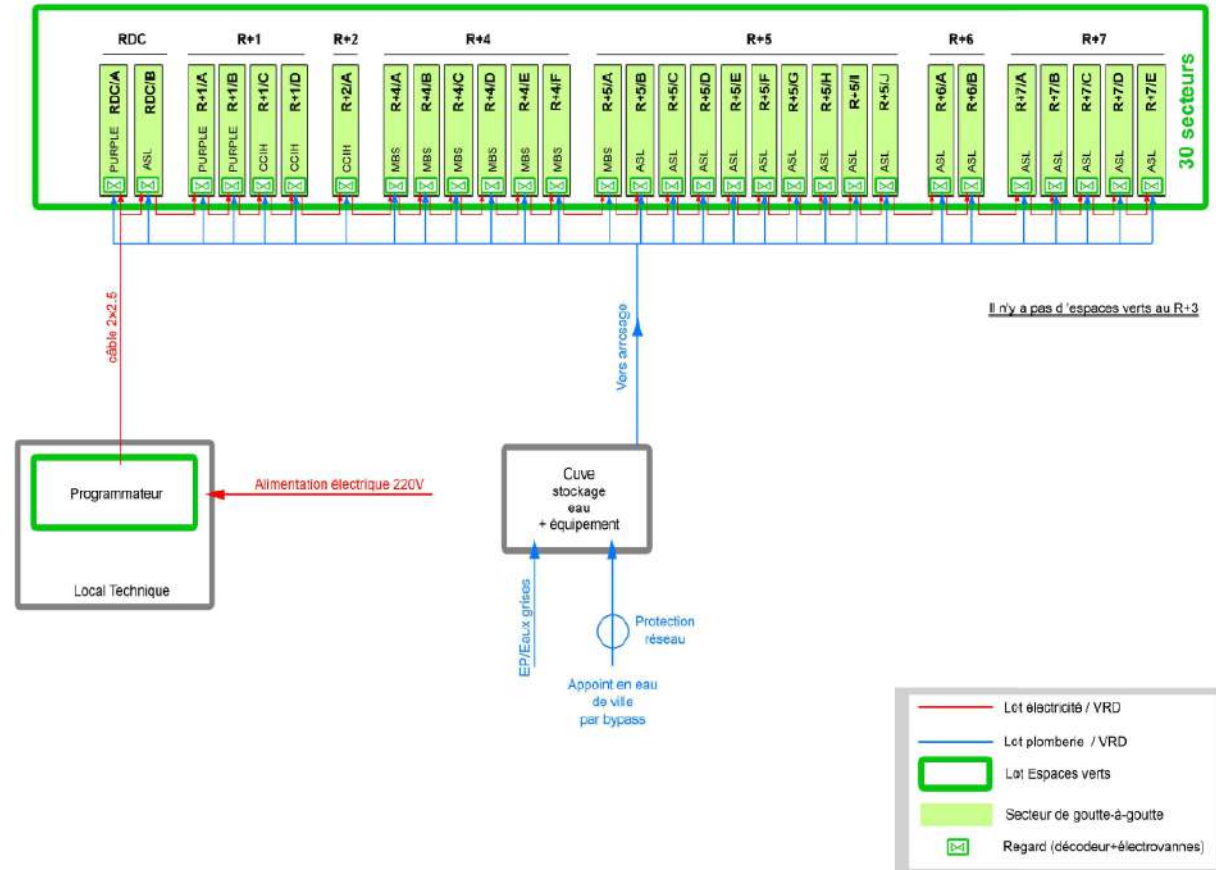 RDC R+1 R+2 R+4 R+5 R+6 R+7
RDC/A RDC/B R+1/A R+1/B R+1/C R+1/D R+2/A R+4/A R+4/B R+4/C R+4/D R+4/E R+4/F R+5/A R+5/B R+5/C R+5/D R+5/E R+5/F R+5/G R+5/H R+5/I R+5/J R+6/A R+6/B R+7/A R+7/B R+7/C R+7/D R+7/E
PURPLE ASL PURPLE PURPLE CCIH CCIH CCIH MBS MBS MBS MBS MBS MBS MBS ASL ASL ASL ASL ASL ASL ASL ASL ASL ASL ASL ASL ASL ASL ASL ASL
30 secteurs
Il n'y a pas d 'espaces verts au R+3
câble 2x2.5
Vers arrosage
Programmateur
Local Technique
Alimentation électrique 220V
Cuve
stockage
eau
+ équipement
EP/Eaux grises
Protection
réseau
Appoint en eau
de ville
par bypass
Lot électricité / VRD
Lot plomberie / VRD
Lot Espaces verts
Secteur de goutte-à-goutte
Regard (décodeur+électrovannes)